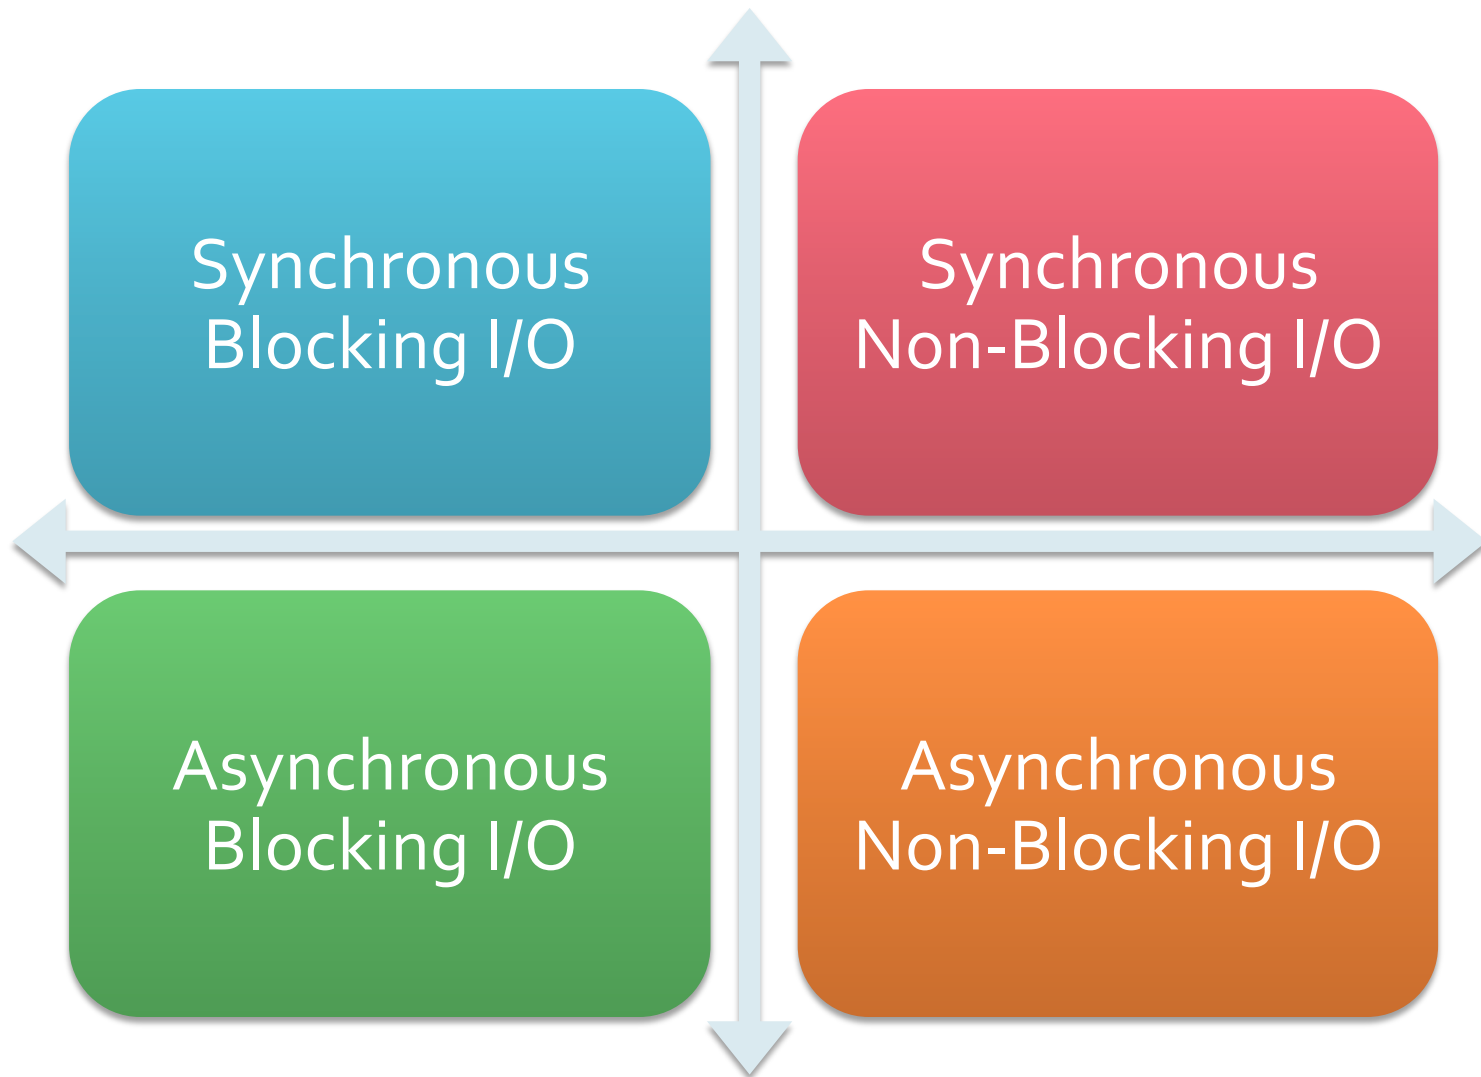 Synchronous
Blocking I/O
Synchronous
Non-Blocking I/O
Asynchronous
Blocking I/O
Asynchronous
Non-Blocking I/O